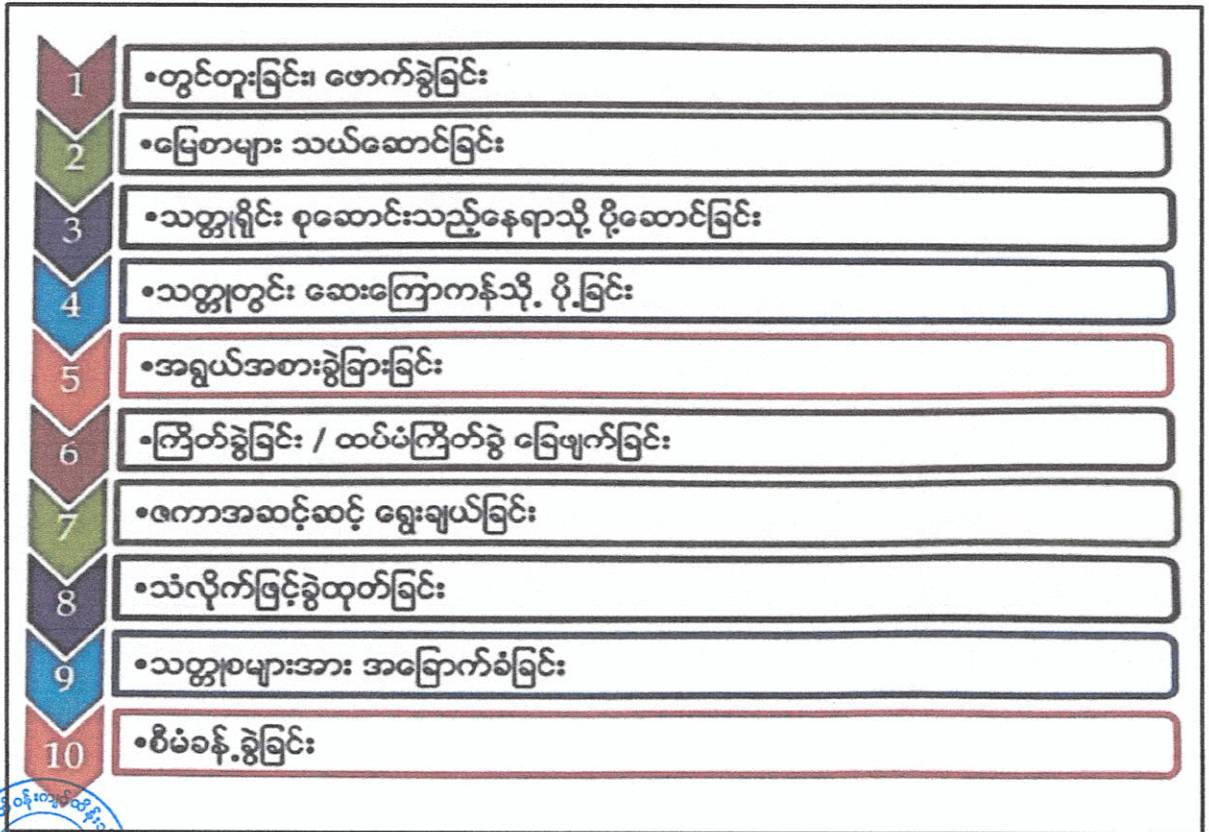 1 •တွင်တူးခြင်း၊ ဖောက်ခွဲခြင်း
2 •မြေစာများ သယ်ဆောင်ခြင်း
3 •သတ္တုရိုင်း စုဆောင်းသည့်နေရာသို့ ပို့ဆောင်ခြင်း
4 •သတ္တုတွင်း ဆေးကြောကန်သို့ ပို့ခြင်း
5 •အရွယ်အစားခွဲခြားခြင်း
6 •ကြိတ်ခွဲခြင်း / ထပ်မံကြိတ်ခွဲ ခြေဖျက်ခြင်း
7 •ဇကာအဆင့်ဆင့် ရွေးချယ်ခြင်း
8 •သံလိုက်ဖြင့်ခွဲထုတ်ခြင်း
9 •သတ္တုစများအား အခြောက်ခံခြင်း
10 •စီမံခန့်ခွဲခြင်း